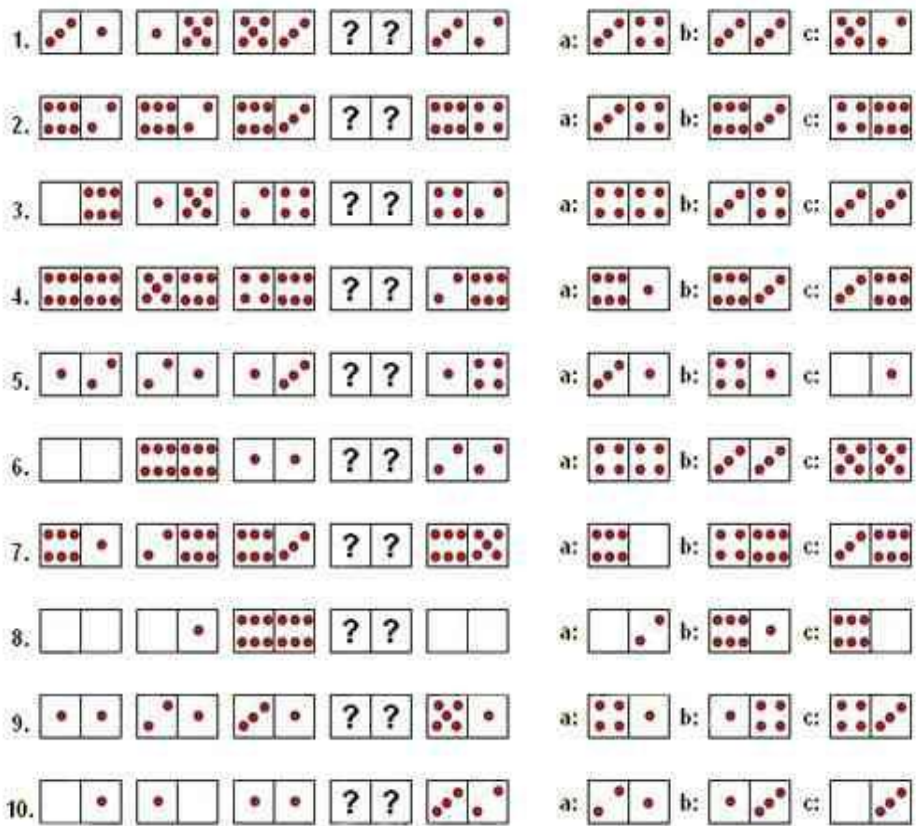 1. ? ? a: b: c:
2. ? ? a: b: c:
3. ? ? a: b: c:
4. ? ? a: b: c:
5. ? ? a: b: c:
6. ? ? a: b: c:
7. ? ? a: b: c:
8. ? ? a: b: c:
9. ? ? a: b: c:
10. ? ? a: b: c: